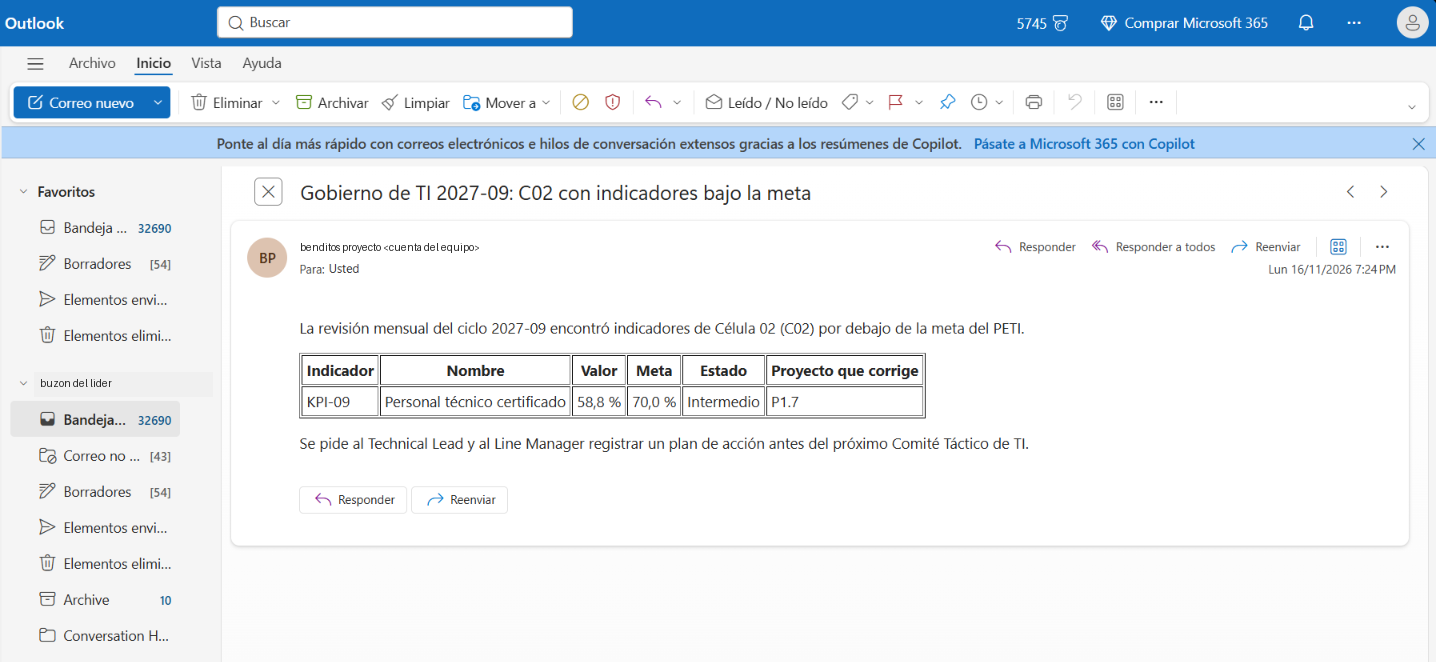 Outlook
Buscar
5745
Comprar Microsoft 365
Archivo Inicio Vista Ayuda
Correo nuevo Eliminar Archivar Limpiar Mover a Leído / No leído
Ponte al día más rápido con correos electrónicos e hilos de conversación extensos gracias a los resúmenes de Copilot. Pásate a Microsoft 365 con Copilot
Favoritos
Bandeja ... 32690
Borradores [54]
Elementos envi...
Elementos elimi...
buzon del lider
Bandeja... 32690
Correo no ... [43]
Borradores [54]
Elementos envi...
Elementos elimi...
Archive 10
Conversation H...
Gobierno de TI 2027-09: C02 con indicadores bajo la meta
BP
benditos proyecto <cuenta del equipo>
Para: Usted
Responder Responder a todos Reenviar
Lun 16/11/2026 7:24 PM
La revisión mensual del ciclo 2027-09 encontró indicadores de Célula 02 (C02) por debajo de la meta del PETI.
Indicador Nombre Valor Meta Estado Proyecto que corrige
KPI-09 Personal técnico certificado 58,8 % 70,0 % Intermedio P1.7
Se pide al Technical Lead y al Line Manager registrar un plan de acción antes del próximo Comité Táctico de TI.
Responder Reenviar